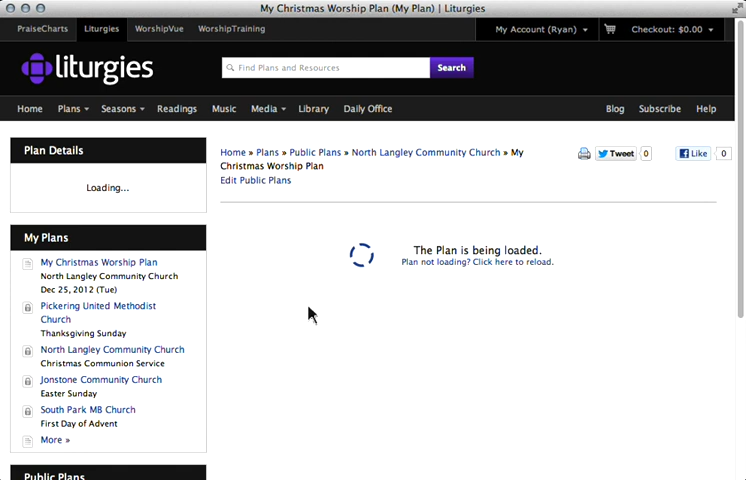 My Christmas Worship Plan (My Plan) | Liturgies
PraiseCharts Liturgies WorshipVue WorshipTraining My Account (Ryan) Checkout: $0.00
liturgies Find Plans and Resources Search
Home Plans Seasons Readings Music Media Library Daily Office Blog Subscribe Help
Plan Details
Loading...
My Plans
My Christmas Worship Plan
North Langley Community Church
Dec 25, 2012 (Tue)
Pickering United Methodist
Church
Thanksgiving Sunday
North Langley Community Church
Christmas Communion Service
Jonstone Community Church
Easter Sunday
South Park MB Church
First Day of Advent
More »
Public Plans
Home » Plans » Public Plans » North Langley Community Church » My
Christmas Worship Plan
Edit Public Plans
Tweet 0 Like 0
The Plan is being loaded.
Plan not loading? Click here to reload.